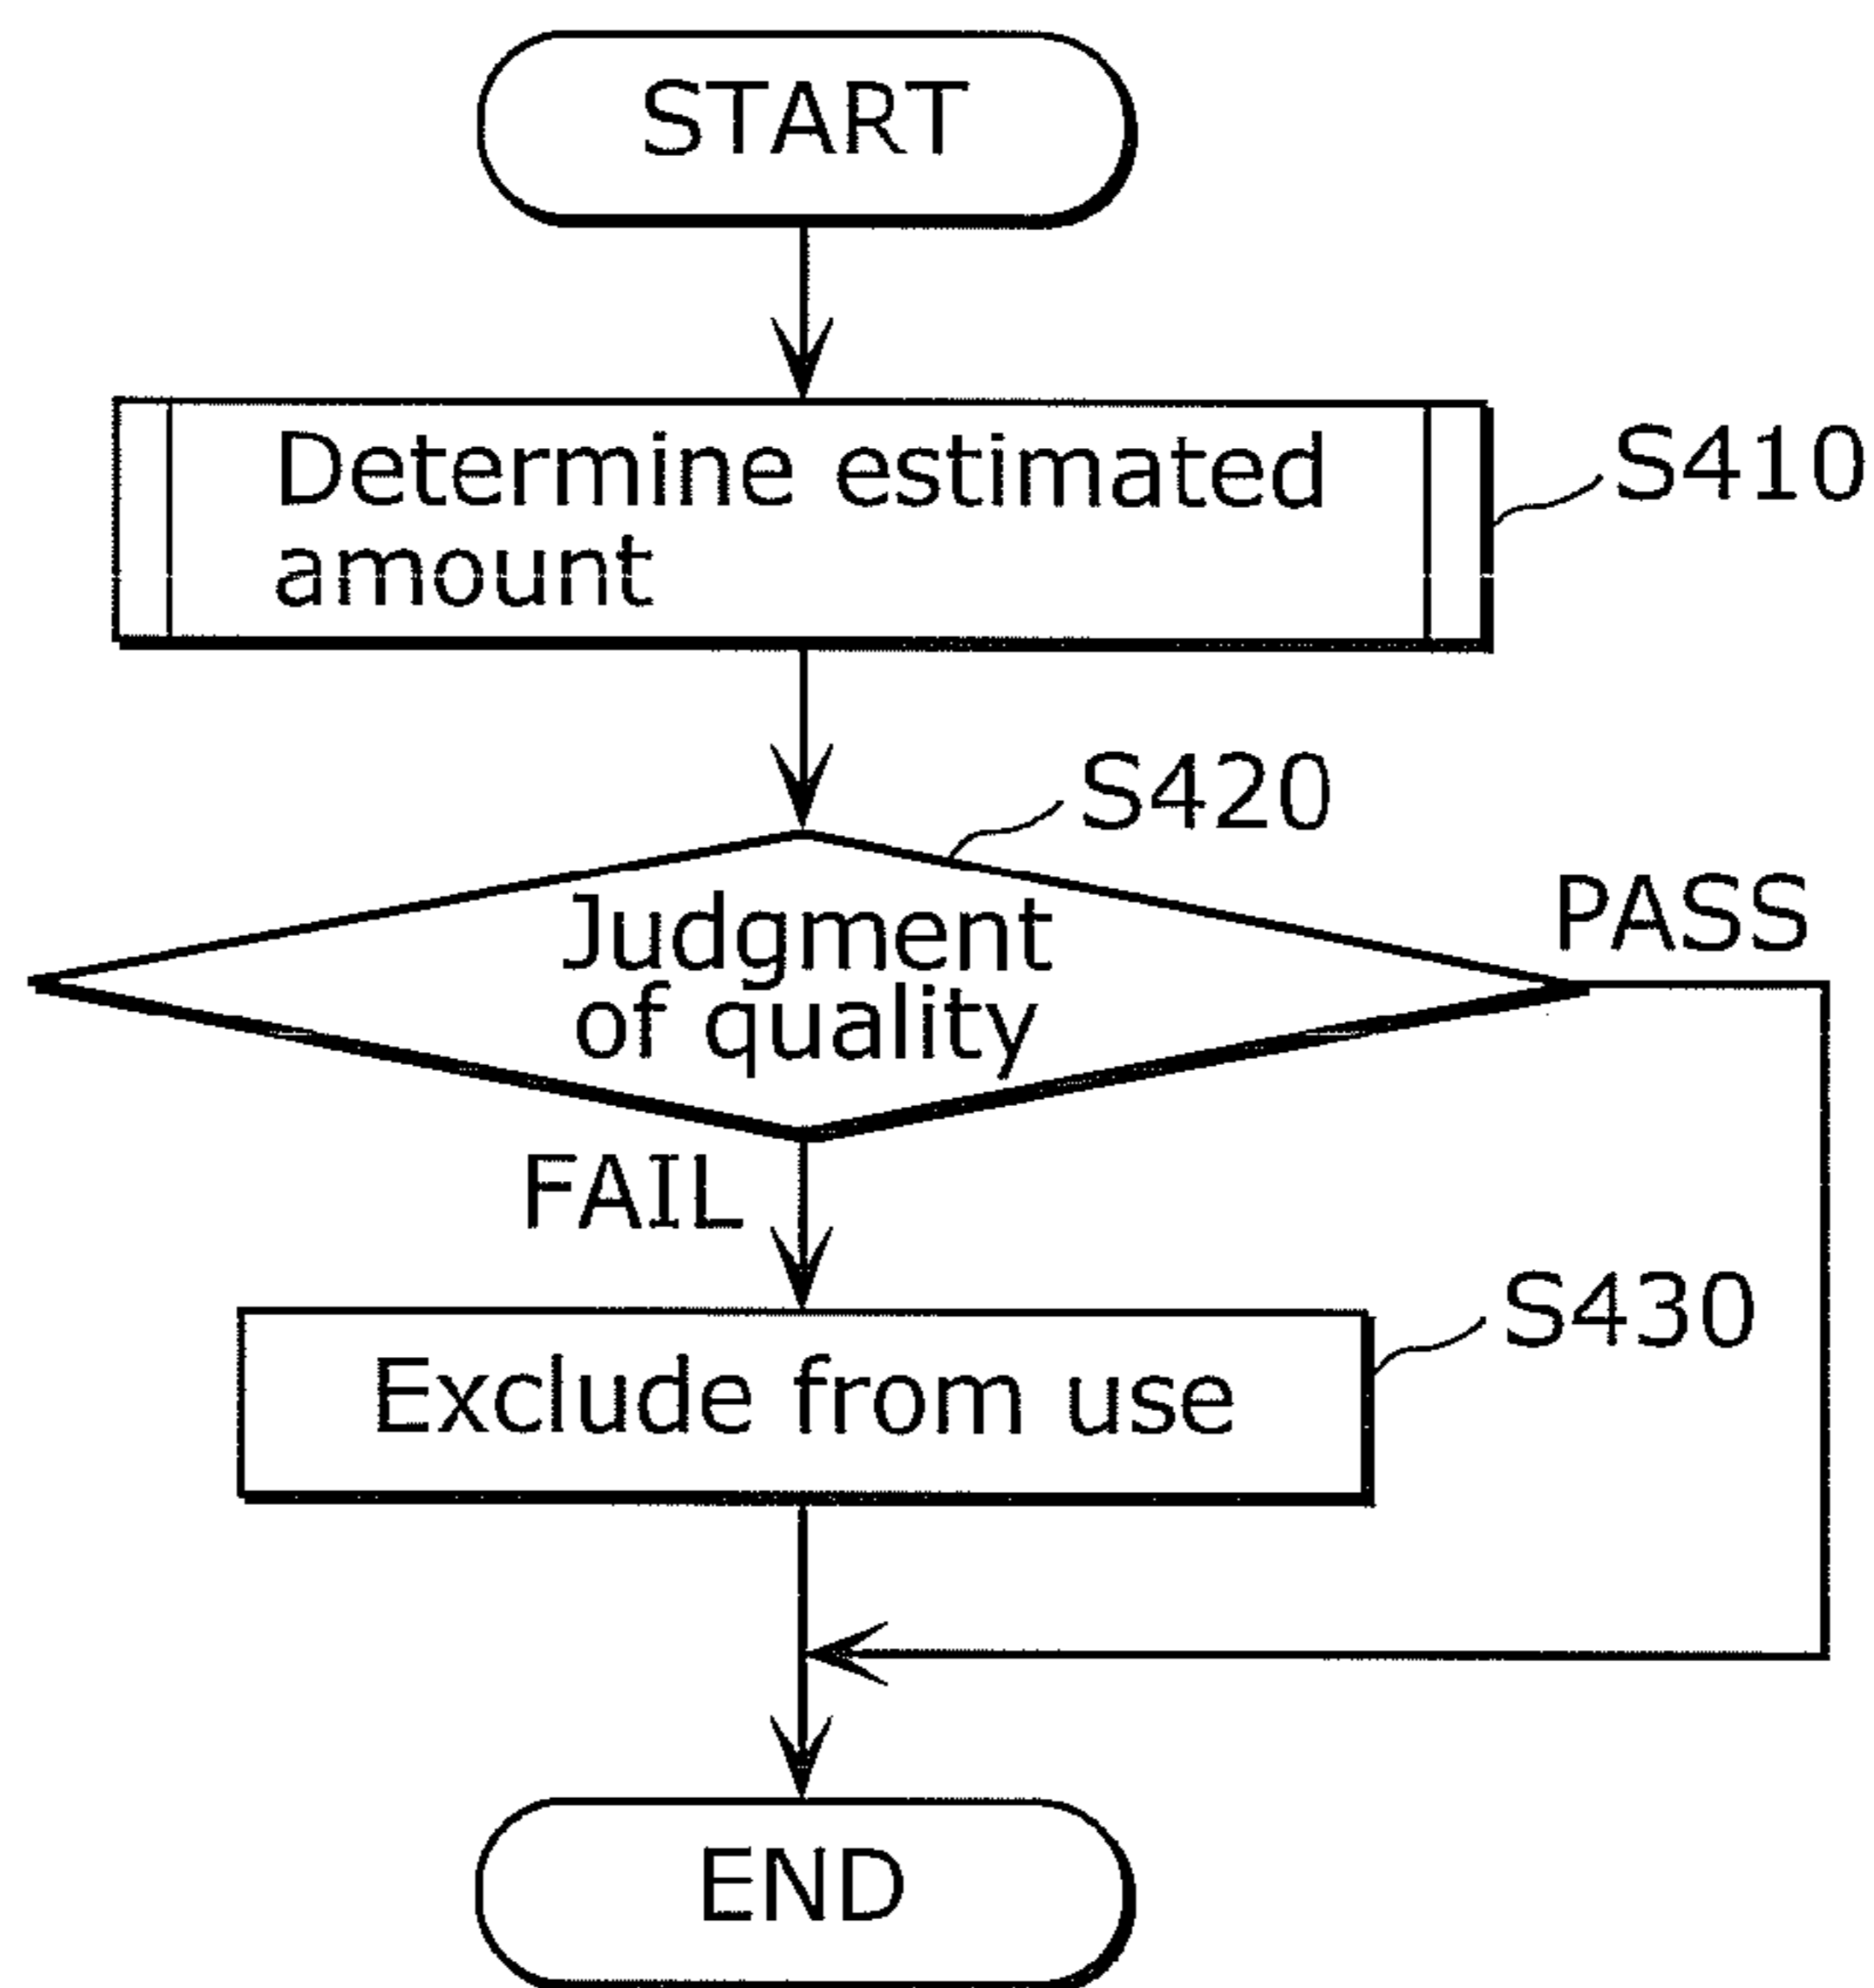 START
Determine estimated
amount
S410
S420
Judgment
of quality
PASS
FAIL
S430
Exclude from use
END